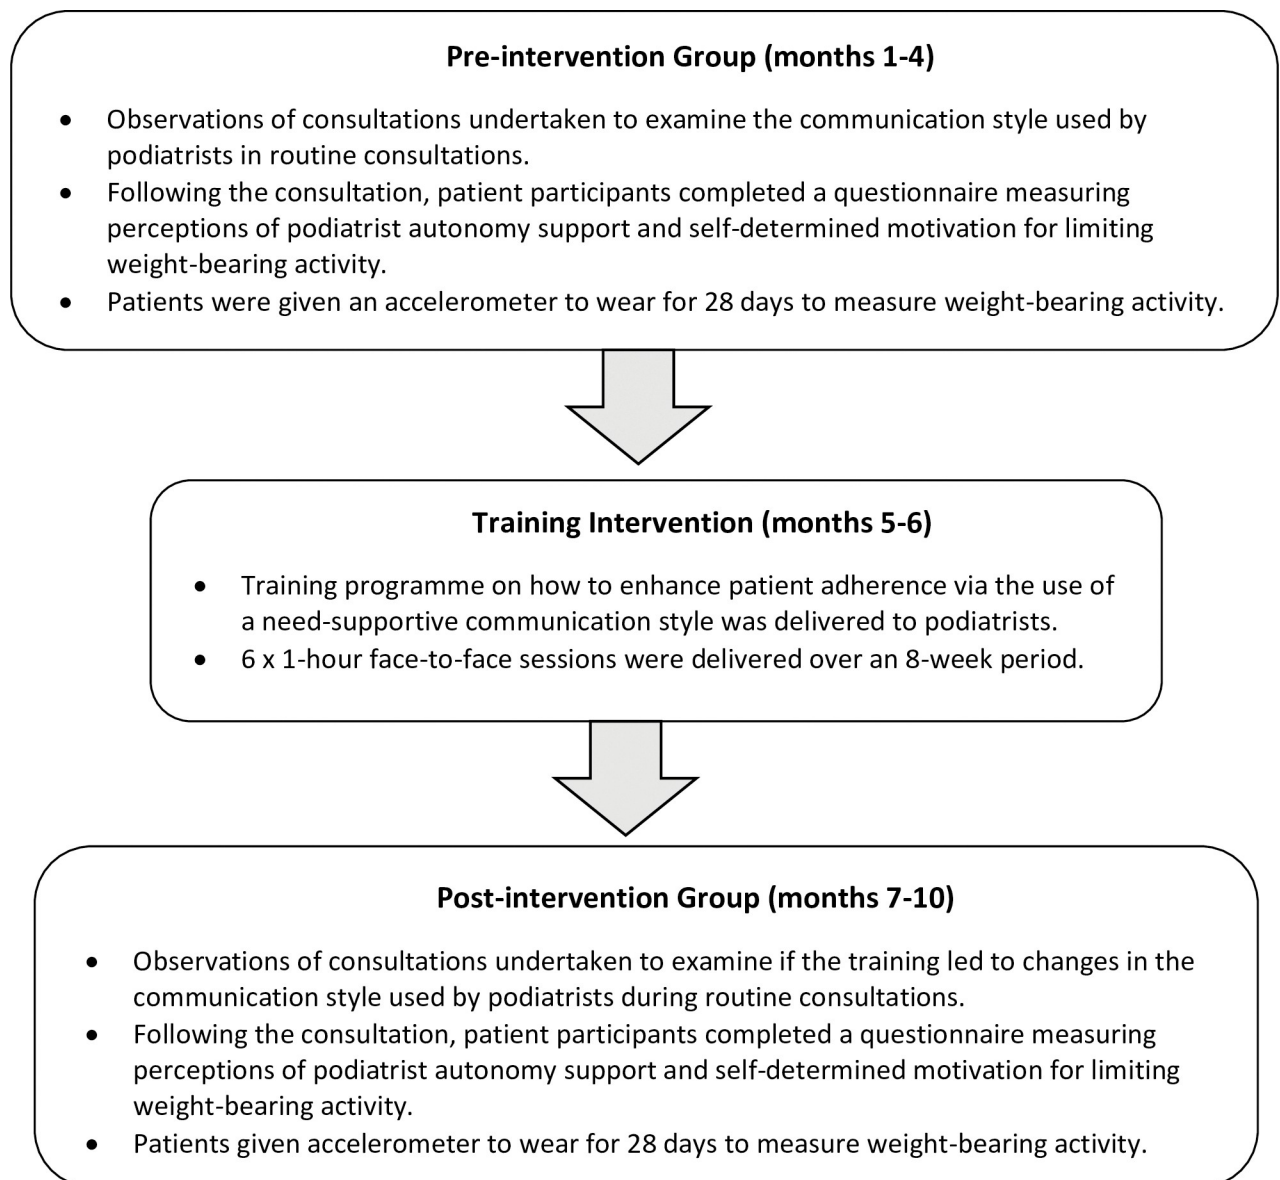 Pre-intervention Group (months 1-4)
• Observations of consultations undertaken to examine the communication style used by
podiatrists in routine consultations.
• Following the consultation, patient participants completed a questionnaire measuring
perceptions of podiatrist autonomy support and self-determined motivation for limiting
weight-bearing activity.
• Patients were given an accelerometer to wear for 28 days to measure weight-bearing activity.
Training Intervention (months 5-6)
• Training programme on how to enhance patient adherence via the use of
a need-supportive communication style was delivered to podiatrists.
• 6 x 1-hour face-to-face sessions were delivered over an 8-week period.
Post-intervention Group (months 7-10)
• Observations of consultations undertaken to examine if the training led to changes in the
communication style used by podiatrists during routine consultations.
• Following the consultation, patient participants completed a questionnaire measuring
perceptions of podiatrist autonomy support and self-determined motivation for limiting
weight-bearing activity.
• Patients given accelerometer to wear for 28 days to measure weight-bearing activity.